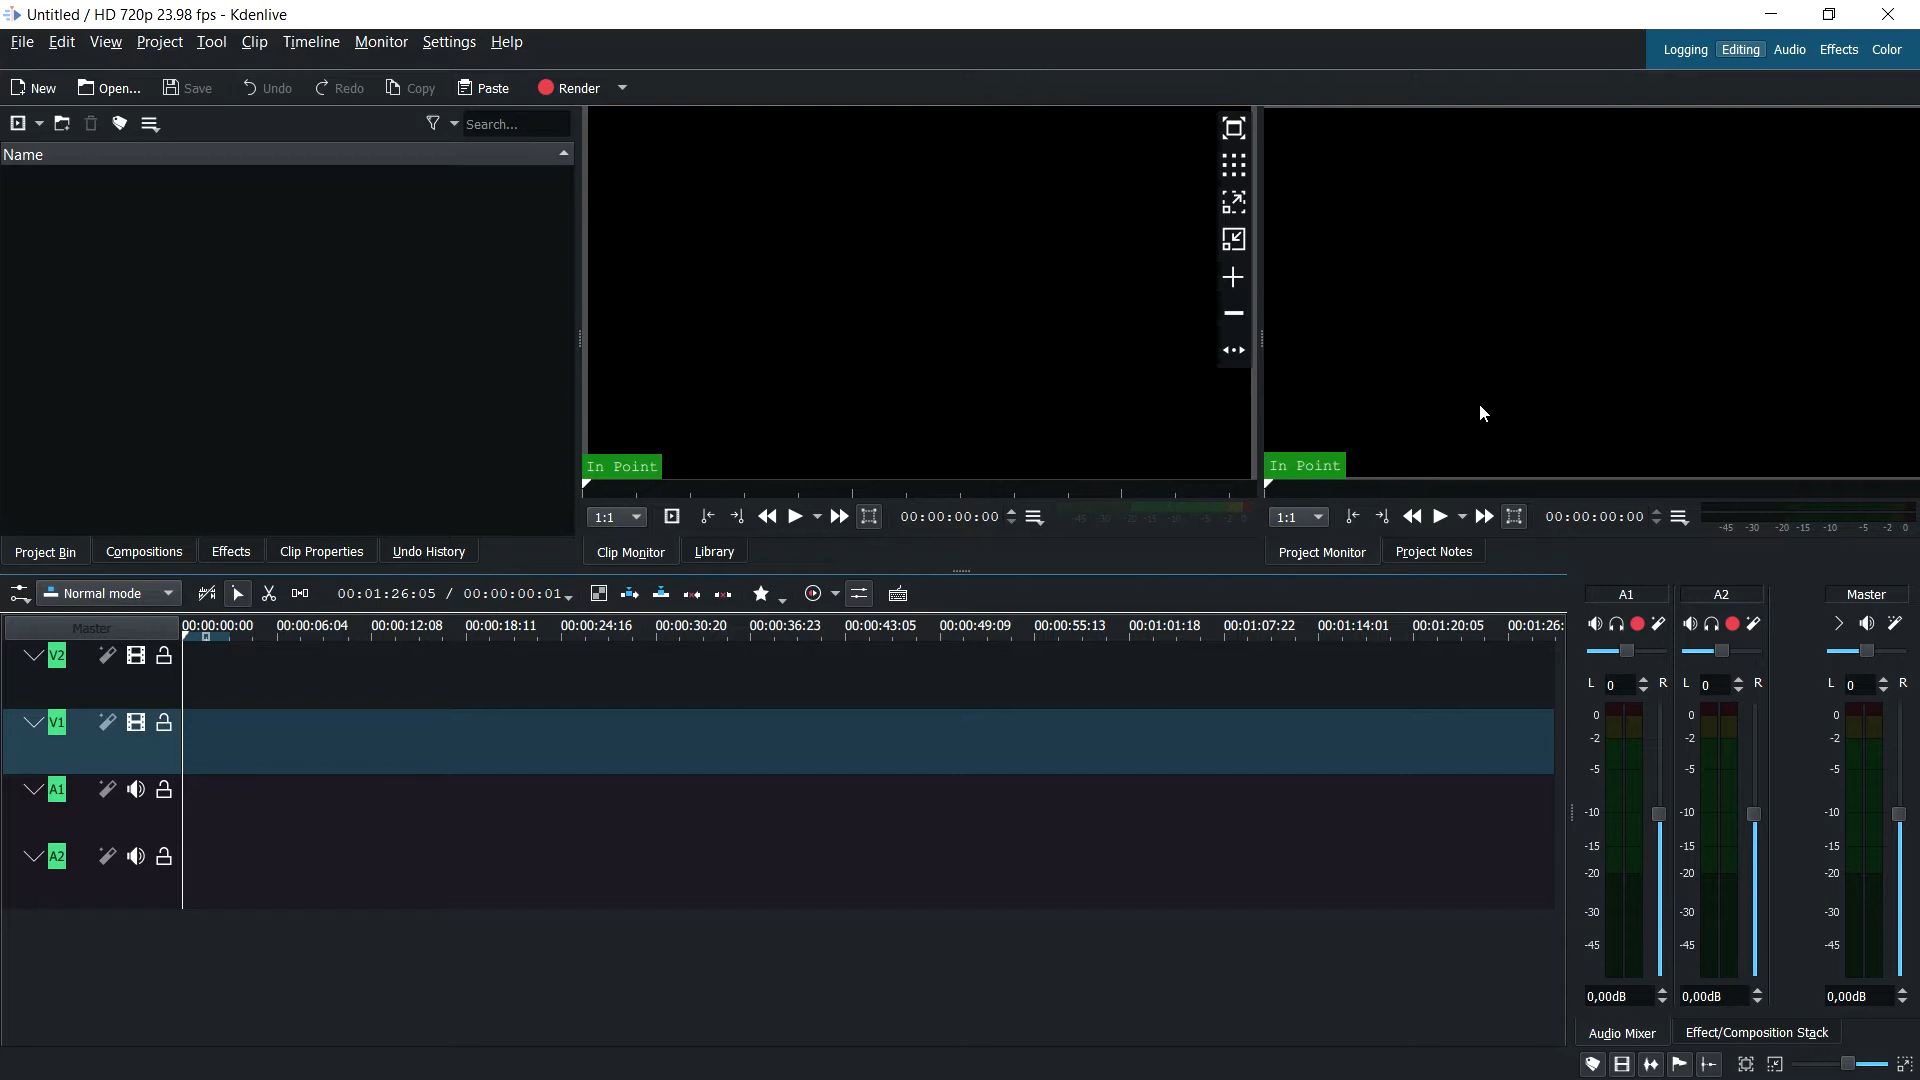 Untitled / HD 720p 23.98 fps - Kdenlive
File Edit View Project Tool Clip Timeline Monitor Settings Help
Logging Editing Audio Effects Color
New Open... Save Undo Redo Copy Paste Render
Search...
Name
In Point
In Point
1:1 00:00:00:00 -45 -30 -20 -15 -10 -5 -2 0
1:1 00:00:00:00 -45 -30 -20 -15 -10 -5 -2 0
Project Bin Compositions Effects Clip Properties Undo History
Clip Monitor Library
Project Monitor Project Notes
Normal mode 00:01:26:05 / 00:00:00:01
Master 00:00:00:00 00:00:06:04 00:00:12:08 00:00:18:11 00:00:24:16 00:00:30:20 00:00:36:23 00:00:43:05 00:00:49:09 00:00:55:13 00:01:01:18 00:01:07:22 00:01:14:01 00:01:20:05 00:01:26:
V2
V1
A1
A2
A1 A2 Master
L 0 R L 0 R L 0 R
0 0 0
-2 -2 -2
-5 -5 -5
-10 -10 -10
-15 -15 -15
-20 -20 -20
-30 -30 -30
-45 -45 -45
0,00dB 0,00dB 0,00dB
Audio Mixer Effect/Composition Stack